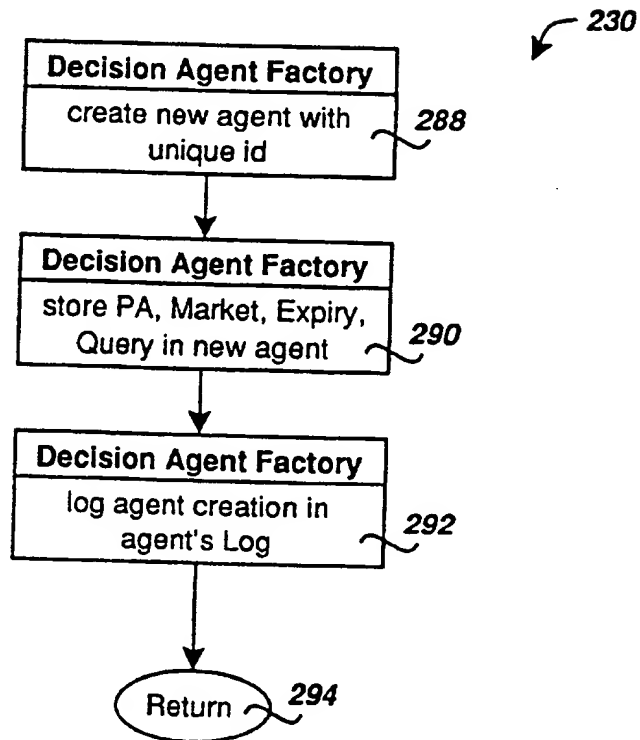 230
Decision Agent Factory
create new agent with
unique id
288
Decision Agent Factory
store PA, Market, Expiry,
Query in new agent
290
Decision Agent Factory
log agent creation in
agent's Log
292
Return
294